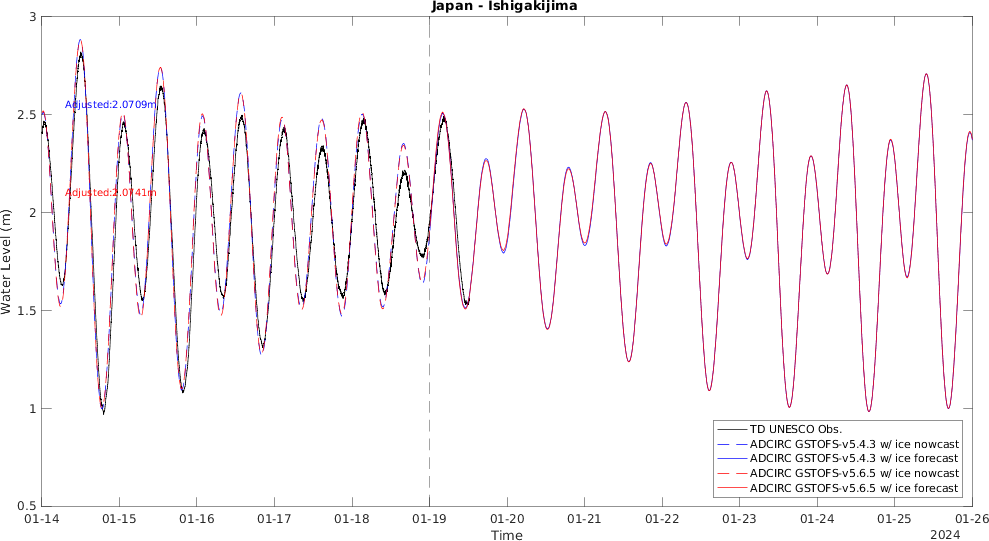 Japan - Ishigakijima
3
2.5
2
1.5
1
0.5
Water Level (m)
Adjusted:2.0709m
Adjusted:2.0741m
TD UNESCO Obs.
ADCIRC GSTOFS-v5.4.3 w/ ice nowcast
ADCIRC GSTOFS-v5.4.3 w/ ice forecast
ADCIRC GSTOFS-v5.6.5 w/ ice nowcast
ADCIRC GSTOFS-v5.6.5 w/ ice forecast
01-14 01-15 01-16 01-17 01-18 01-19 01-20 01-21 01-22 01-23 01-24 01-25 01-26
Time
2024